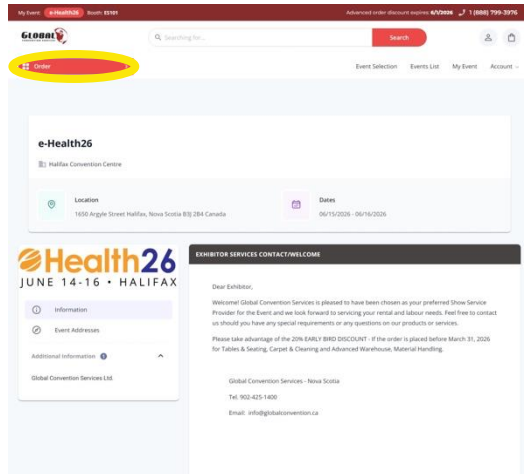 My Event: e-Health26 Booth: ES101
Advanced order discount expires: 6/1/2026 1 (888) 799-3976
GLOBAL
CONVENTION SERVICES
Searching for...
Search
Order
Event Selection Events List My Event Account
e-Health26
Halifax Convention Centre
Location
1650 Argyle Street Halifax, Nova Scotia B3J 2B4 Canada
Dates
06/15/2026 - 06/16/2026
eHealth26
JUNE 14-16 • HALIFAX
Information
Event Addresses
Additional Information
Global Convention Services Ltd.
EXHIBITOR SERVICES CONTACT/WELCOME
Dear Exhibitor,
Welcome! Global Convention Services is pleased to have been chosen as your preferred Show Service
Provider for the Event and we look forward to servicing your rental and labour needs. Feel free to contact
us should you have any special requirements or any questions on our products or services.
Please take advantage of the 20% EARLY BIRD DISCOUNT - If the order is placed before March 31, 2026
for Tables & Seating, Carpet & Cleaning and Advanced Warehouse, Material Handling.
Global Convention Services - Nova Scotia
Tel: 902-425-1400
Email: info@globalconvention.ca